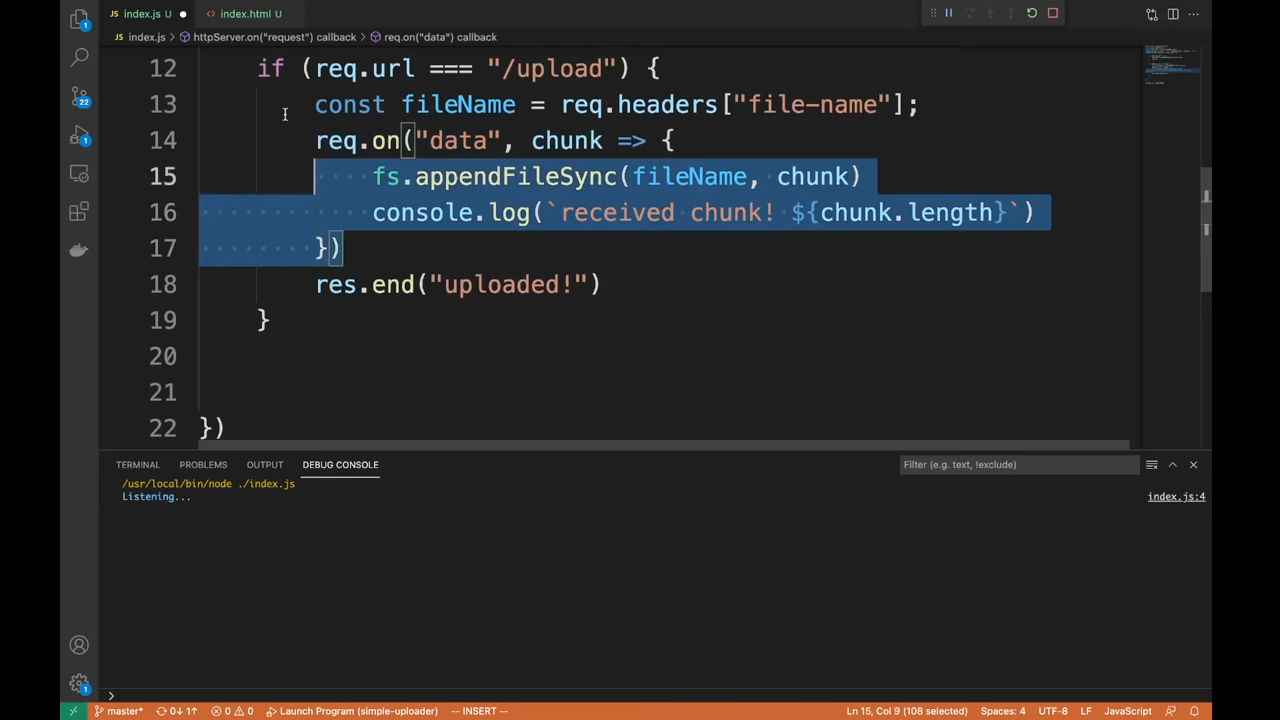 index.js U
index.html U
index.js > httpServer.on("request") callback > req.on("data") callback
12 if (req.url === "/upload") {
13 const fileName = req.headers["file-name"];
14 req.on("data", chunk => {
15 fs.appendFileSync(fileName, chunk)
16 console.log(`received chunk! ${chunk.length}`)
17 })
18 res.end("uploaded!")
19 }
20
21
22 })
TERMINAL PROBLEMS OUTPUT DEBUG CONSOLE Filter (e.g. text, !exclude)
/usr/local/bin/node ./index.js
Listening... index.js:4
1
22
1
1
master* 0↓ 1↑ 0 0 Launch Program (simple-uploader) -- INSERT -- Ln 15, Col 9 (108 selected) Spaces: 4 UTF-8 LF JavaScript